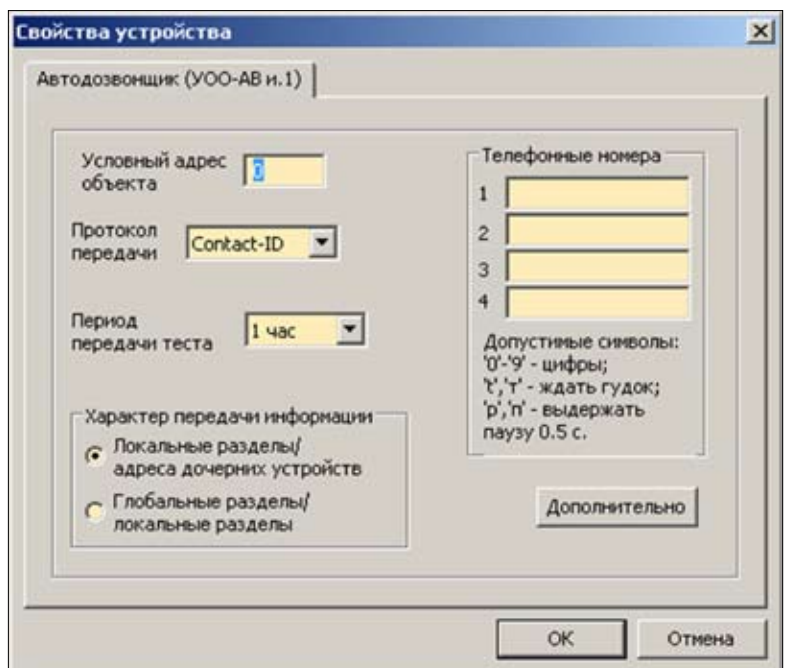 Свойства устройства
Автодозвонщик (УОО-АВ и.1)
Условный адрес
объекта
0
Протокол
передачи
Contact-ID
Период
передачи теста
1 час
Характер передачи информации
Локальные разделы/
адреса дочерних устройств
Глобальные разделы/
локальные разделы
Телефонные номера
1
2
3
4
Допустимые символы:
'0'-'9' - цифры;
't','т' - ждать гудок;
'p','п' - выдержать
паузу 0.5 с.
Дополнительно
OK
Отмена